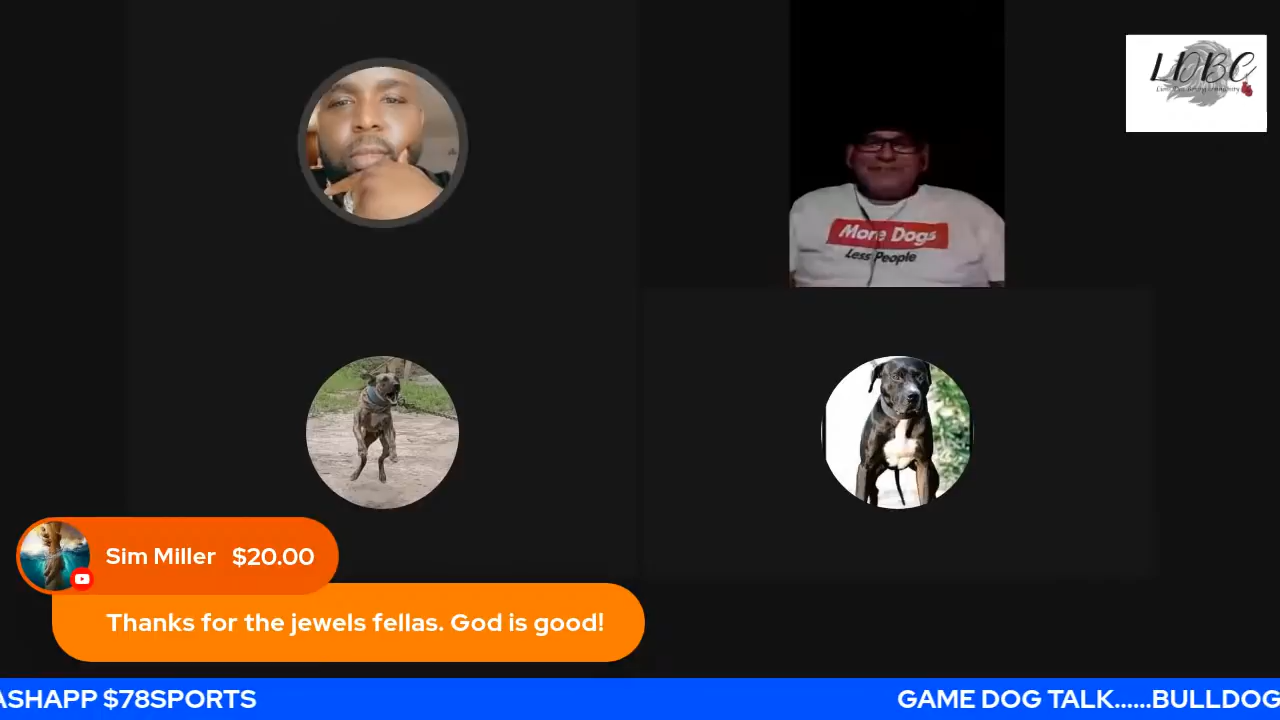 LDBC
More Dogs
Less People
Sim Miller $20.00
Thanks for the jewels fellas. God is good!
ASHAPP $78SPORTS
GAME DOG TALK......BULLDOG